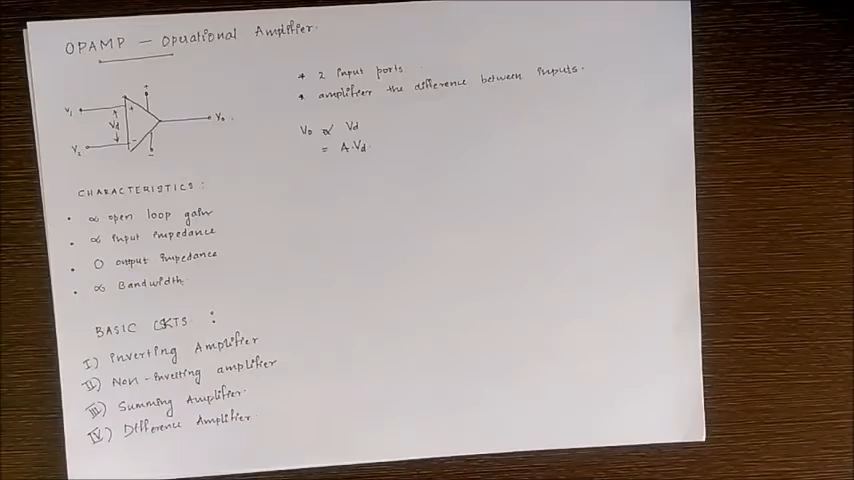 OPAMP - Operational Amplifier.
* 2 input ports
* amplifier the difference between inputs.
V₁ + + Vd Vo
V₂ - -
Vo ∝ Vd
= A.Vd
CHARACTERISTICS :
• ∞ open loop gain
• ∞ input impedance
• 0 output impedance
• ∞ Bandwidth.
BASIC CKTS :
I) Inverting Amplifier
II) Non-inverting amplifier
III) Summing Amplifier.
IV) Difference Amplifier.